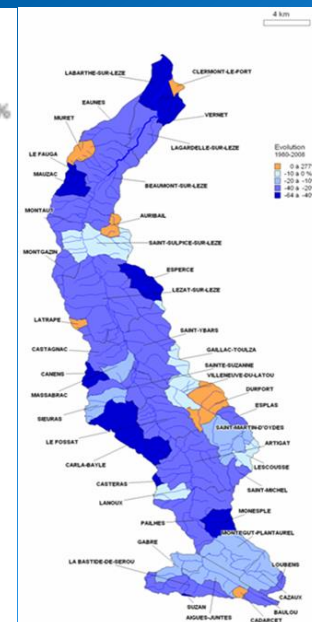 4 km
%
LABARTHE-SUR-LEZE
CLERMONT-LE-FORT
EAUNES
VERNET
MURET
LAGARDELLE-SUR-LEZE
LE FAUGA
MAUZAC
BEAUMONT-SUR-LEZE
MONTAUT
AURIBAIL
SAINT-SULPICE-SUR-LEZE
MONTGAZIN
ESPERCE
LEZAT-SUR-LEZE
LATRAPE
SAINT-YBARS
CASTAGNAC
GAILLAC-TOULZA
SAINTE-SUZANNE
CANENS
VILLENEUVE-DU-LATOU
MASSABRAC
DURFORT
ESPLAS
SIEURAS
SAINT-MARTIN-D'OYDES
LE FOSSAT
ARTIGAT
CARLA-BAYLE
LESCOUSSE
CASTERAS
SAINT-MICHEL
LANOUX
MONESPLE
PAILHES
MONTEGUT-PLANTAUREL
GABRE
LA BASTIDE-DE-SEROU
LOUBENS
CAZAUX
SUZAN
BAULOU
AIGUES-JUNTES
CADARCET
Evolution
1980-2008
0 à 277
-10 à 0 %
-20 à -10
-40 à -20
-64 à -40